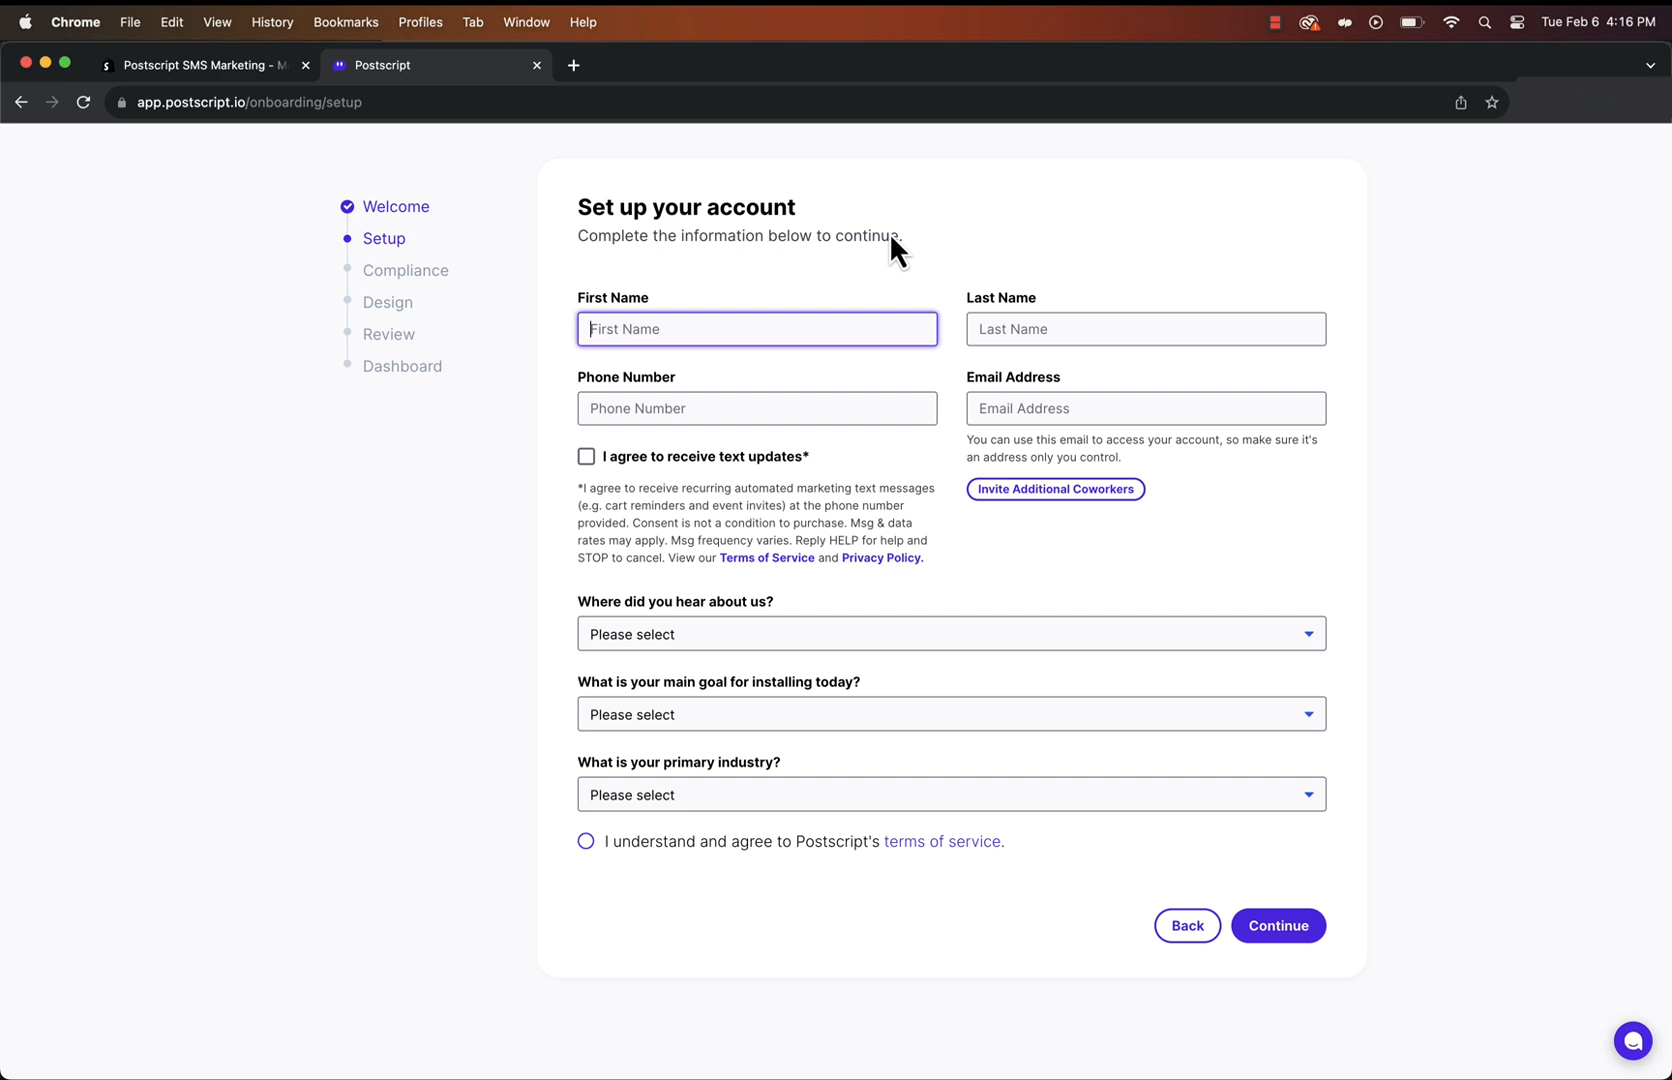 Chrome File Edit View History Bookmarks Profiles Tab Window Help Tue Feb 6 4:16 PM
Postscript SMS Marketing - M Postscript
app.postscript.io/onboarding/setup
Welcome
Setup
Compliance
Design
Review
Dashboard
Set up your account
Complete the information below to continue.
First Name Last Name
First Name Last Name
Phone Number Email Address
Phone Number Email Address
I agree to receive text updates*
*I agree to receive recurring automated marketing text messages
(e.g. cart reminders and event invites) at the phone number
provided. Consent is not a condition to purchase. Msg & data
rates may apply. Msg frequency varies. Reply HELP for help and
STOP to cancel. View our Terms of Service and Privacy Policy.
You can use this email to access your account, so make sure it's
an address only you control.
Invite Additional Coworkers
Where did you hear about us?
Please select
What is your main goal for installing today?
Please select
What is your primary industry?
Please select
I understand and agree to Postscript's terms of service.
Back Continue